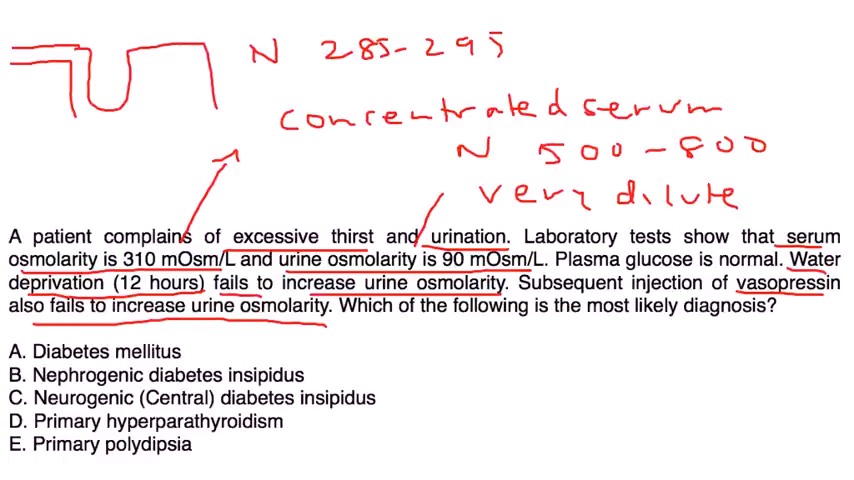 N 285-295
concentrated serum
N 500-800
very dilute
A patient complains of excessive thirst and urination. Laboratory tests show that serum
osmolarity is 310 mOsm/L and urine osmolarity is 90 mOsm/L. Plasma glucose is normal. Water
deprivation (12 hours) fails to increase urine osmolarity. Subsequent injection of vasopressin
also fails to increase urine osmolarity. Which of the following is the most likely diagnosis?
A. Diabetes mellitus
B. Nephrogenic diabetes insipidus
C. Neurogenic (Central) diabetes insipidus
D. Primary hyperparathyroidism
E. Primary polydipsia